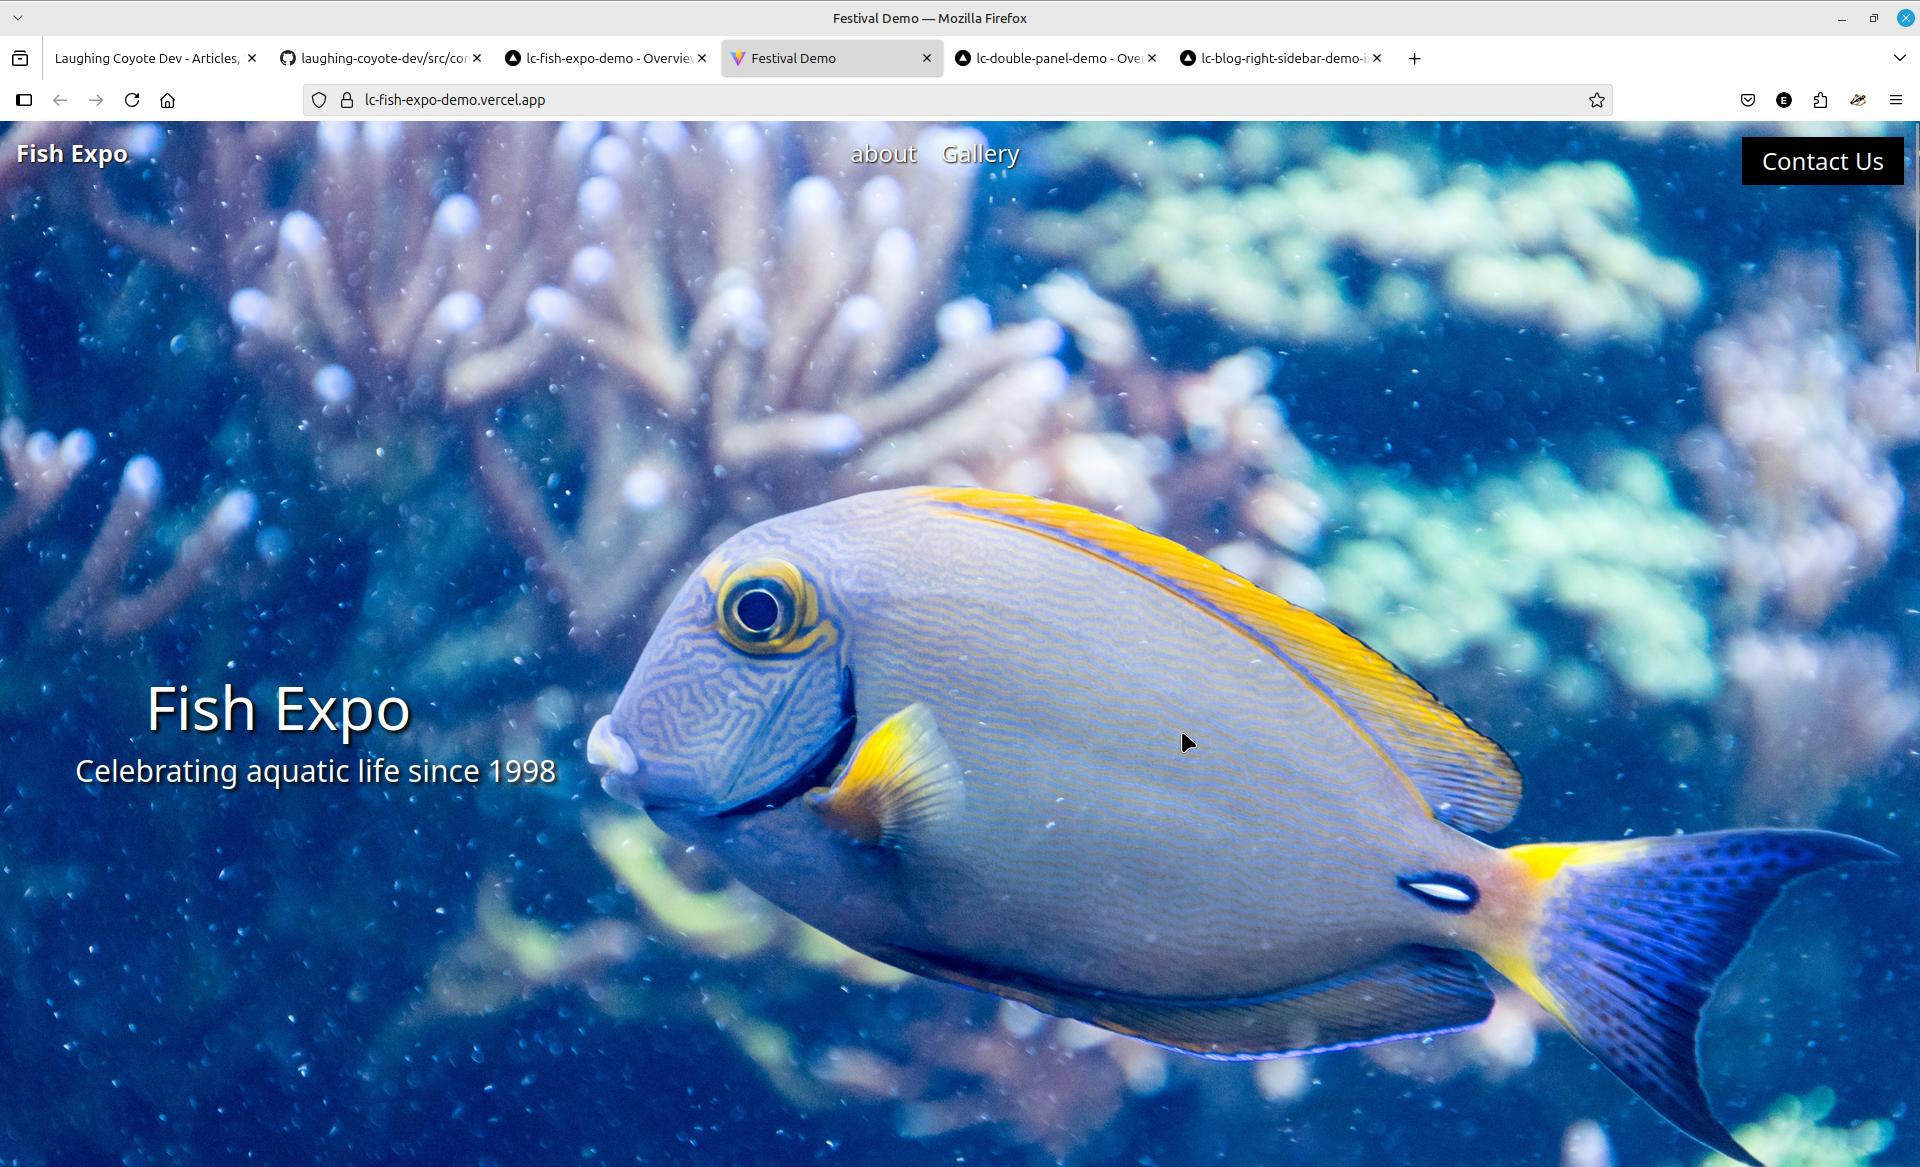 Festival Demo — Mozilla Firefox
Laughing Coyote Dev - Articles,
laughing-coyote-dev/src/cor
lc-fish-expo-demo - Overview
Festival Demo
lc-double-panel-demo - Over
lc-blog-right-sidebar-demo-
E
lc-fish-expo-demo.vercel.app
Fish Expo
about
Gallery
Contact Us
Fish Expo
Celebrating aquatic life since 1998